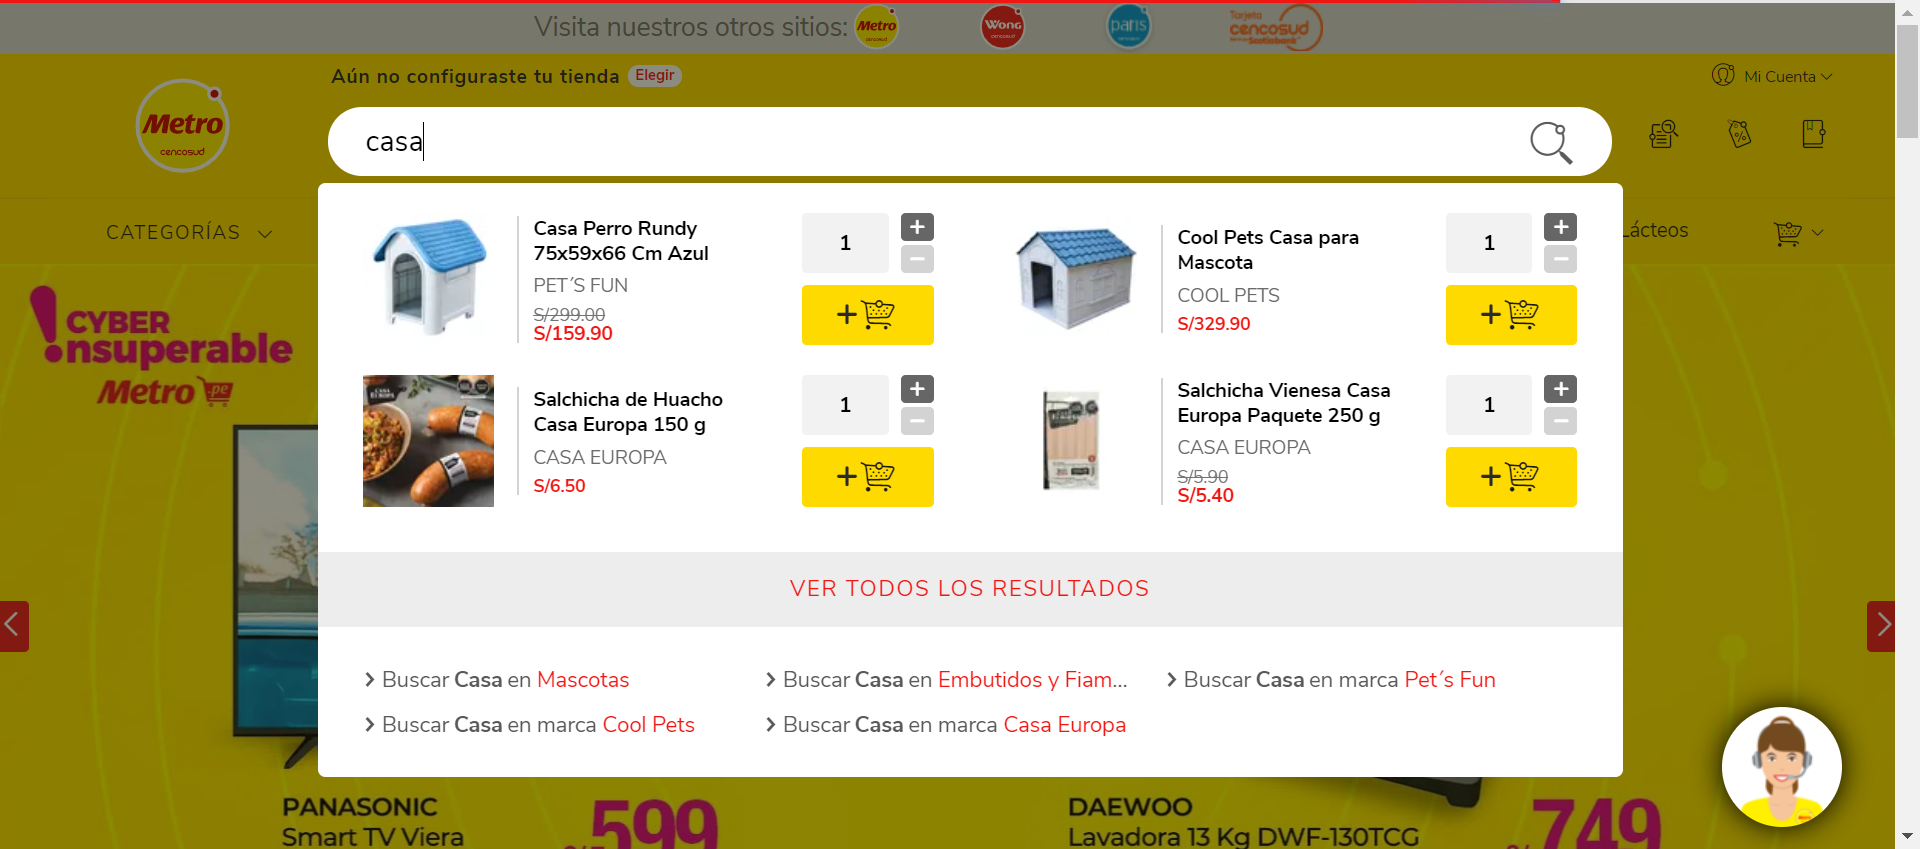 Visita nuestros otros sitios:
Metro
cencosud
Wong
cencosud
paris
cencosud
Tarjeta
cencosud
Scotiabank
Aún no configuraste tu tienda
Elegir
Mi Cuenta
Metro
cencosud
casa
CATEGORÍAS
Lácteos
Casa Perro Rundy
75x59x66 Cm Azul
PET´S FUN
S/299.00
S/159.90
1
+
−
+
Cool Pets Casa para
Mascota
COOL PETS
S/329.90
1
+
−
+
CYBER
!nsuperable
Metro pe
CASA
EUROPA
Salchicha de Huacho
Casa Europa 150 g
CASA EUROPA
S/6.50
1
+
−
+
Salchicha Vienesa Casa
Europa Paquete 250 g
CASA EUROPA
S/5.90
S/5.40
1
+
−
+
VER TODOS LOS RESULTADOS
Buscar Casa en Mascotas
Buscar Casa en Embutidos y Fiam...
Buscar Casa en marca Pet´s Fun
Buscar Casa en marca Cool Pets
Buscar Casa en marca Casa Europa
PANASONIC
Smart TV Viera
S/ 599
DAEWOO
Lavadora 13 Kg DWF-130TCG
S/ 749